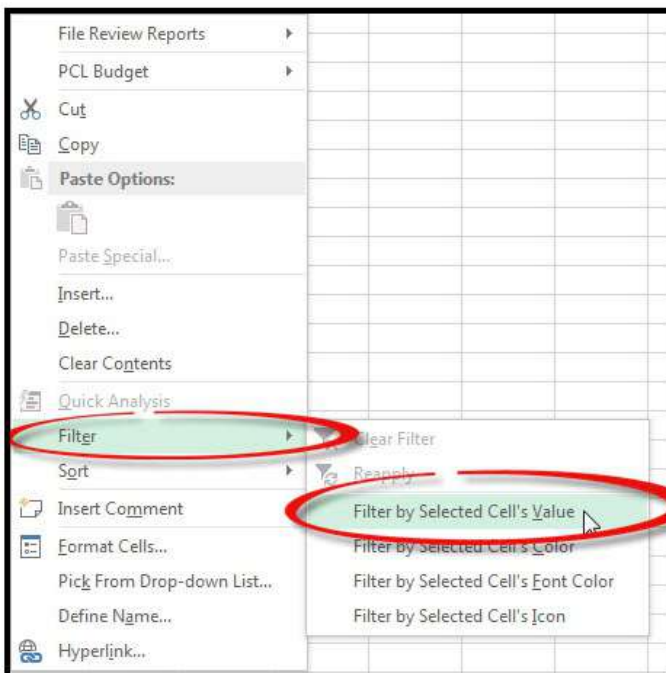 File Review Reports
PCL Budget
Cut
Copy
Paste Options:
Paste Special...
Insert...
Delete...
Clear Contents
Quick Analysis
Filter
Sort
Insert Comment
Format Cells...
Pick From Drop-down List...
Define Name...
Hyperlink...
Clear Filter
Reapply
Filter by Selected Cell's Value
Filter by Selected Cell's Color
Filter by Selected Cell's Font Color
Filter by Selected Cell's Icon